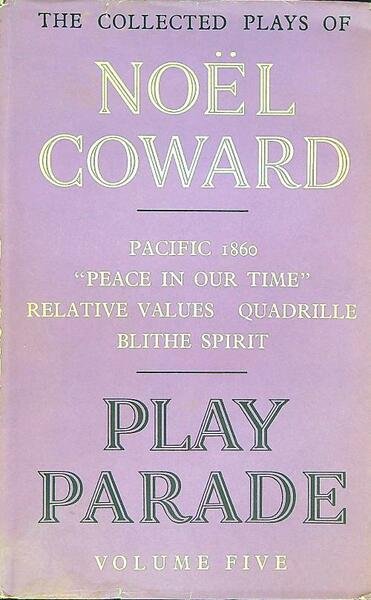 THE COLLECTED PLAYS OF
NOËL
COWARD
PACIFIC 1860
"PEACE IN OUR TIME"
RELATIVE VALUES QUADRILLE
BLITHE SPIRIT
PLAY
PARADE
VOLUME FIVE